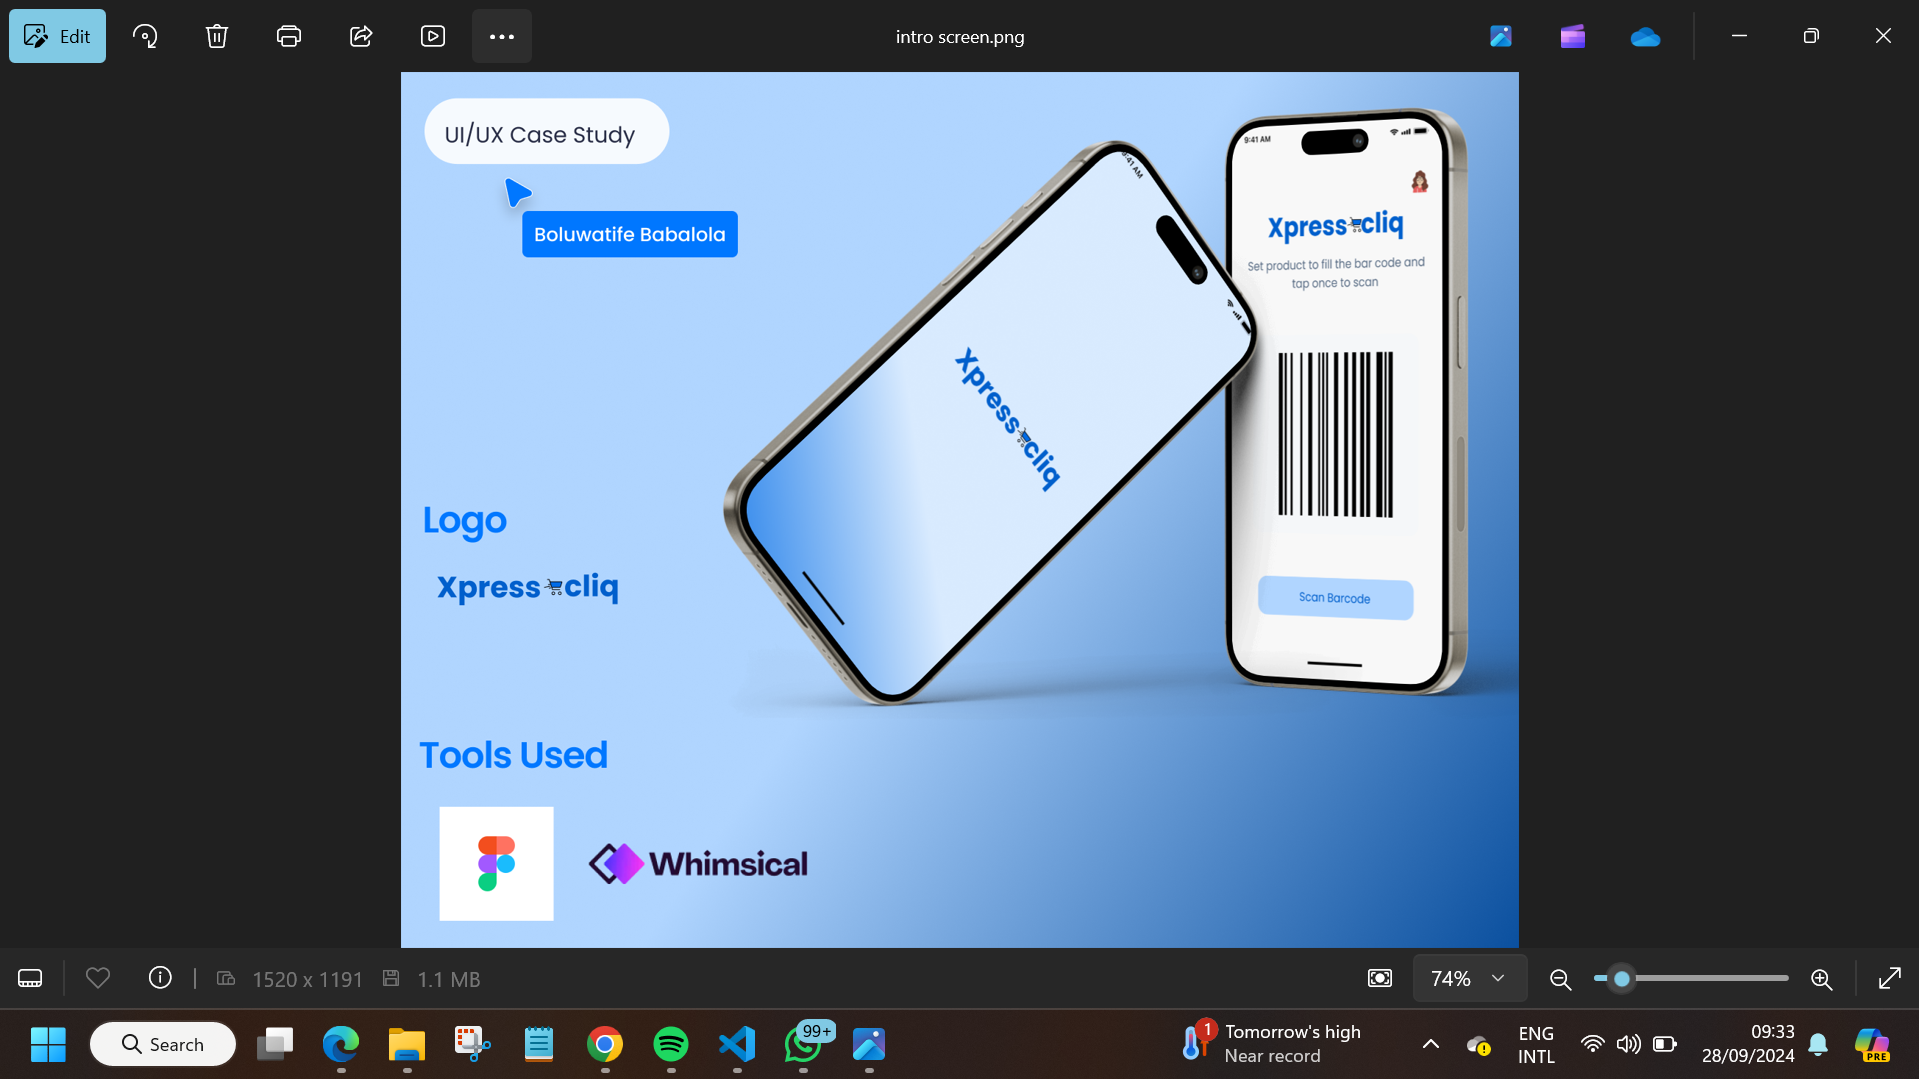 Edit
intro screen.png
UI/UX Case Study
Boluwatife Babalola
9:41 AM
9:41 AM
Xpresscliq
Set product to fill the bar code and
tap once to scan
Xpresscliq
Scan Barcode
Logo
Xpresscliq
Tools Used
Whimsical
1520 x 1191
1.1 MB
74%
Search
99+
1
Tomorrow's high
Near record
ENG
INTL
09:33
28/09/2024
PRE